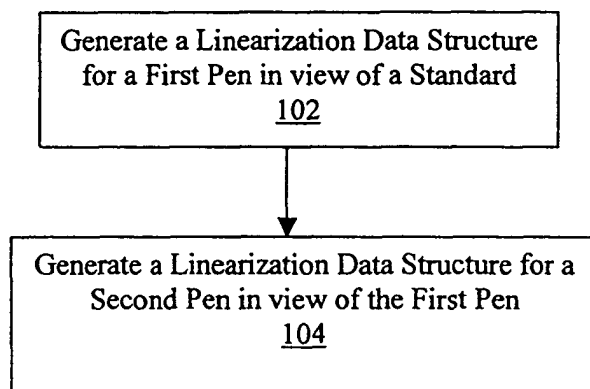 Generate a Linearization Data Structure
for a First Pen in view of a Standard
102
Generate a Linearization Data Structure for a
Second Pen in view of the First Pen
104